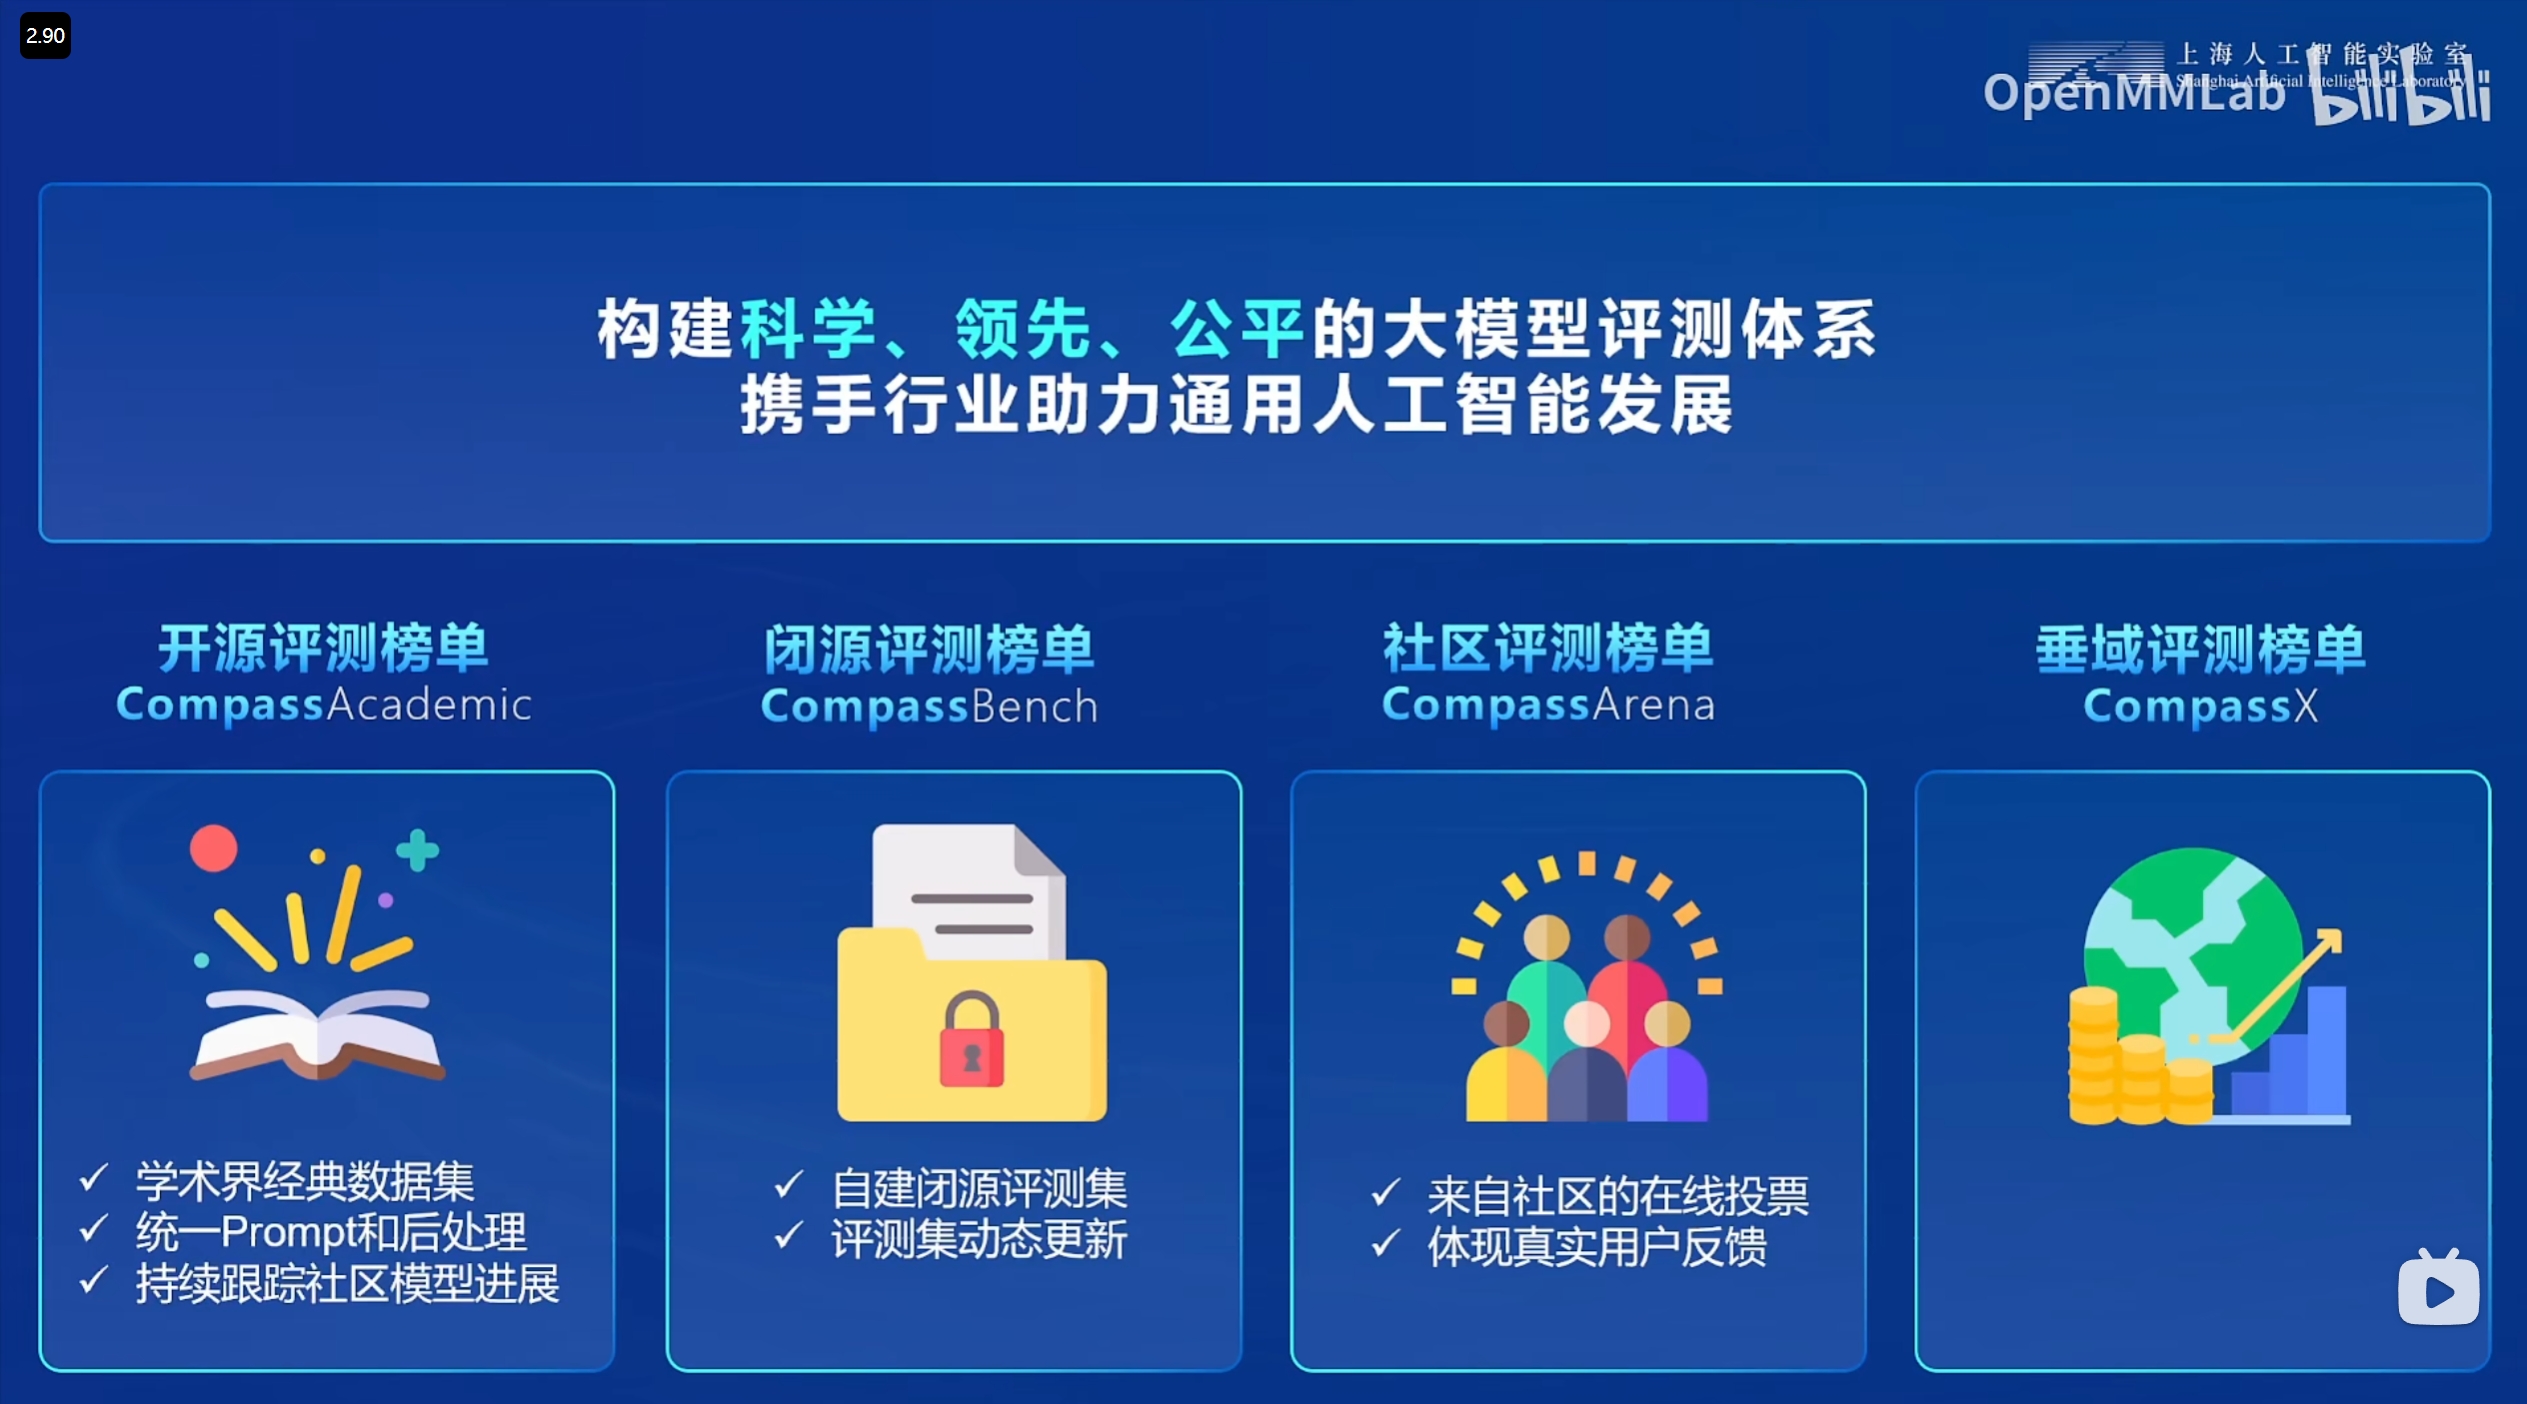 2.90
上海人工智能实验室
Shanghai Artificial Intelligence Laboratory
OpenMMLab bilibili
构建科学、领先、公平的大模型评测体系
携手行业助力通用人工智能发展
开源评测榜单
CompassAcademic
✓ 学术界经典数据集
✓ 统一Prompt和后处理
✓ 持续跟踪社区模型进展
闭源评测榜单
CompassBench
✓ 自建闭源评测集
✓ 评测集动态更新
社区评测榜单
CompassArena
✓ 来自社区的在线投票
✓ 体现真实用户反馈
垂域评测榜单
CompassX